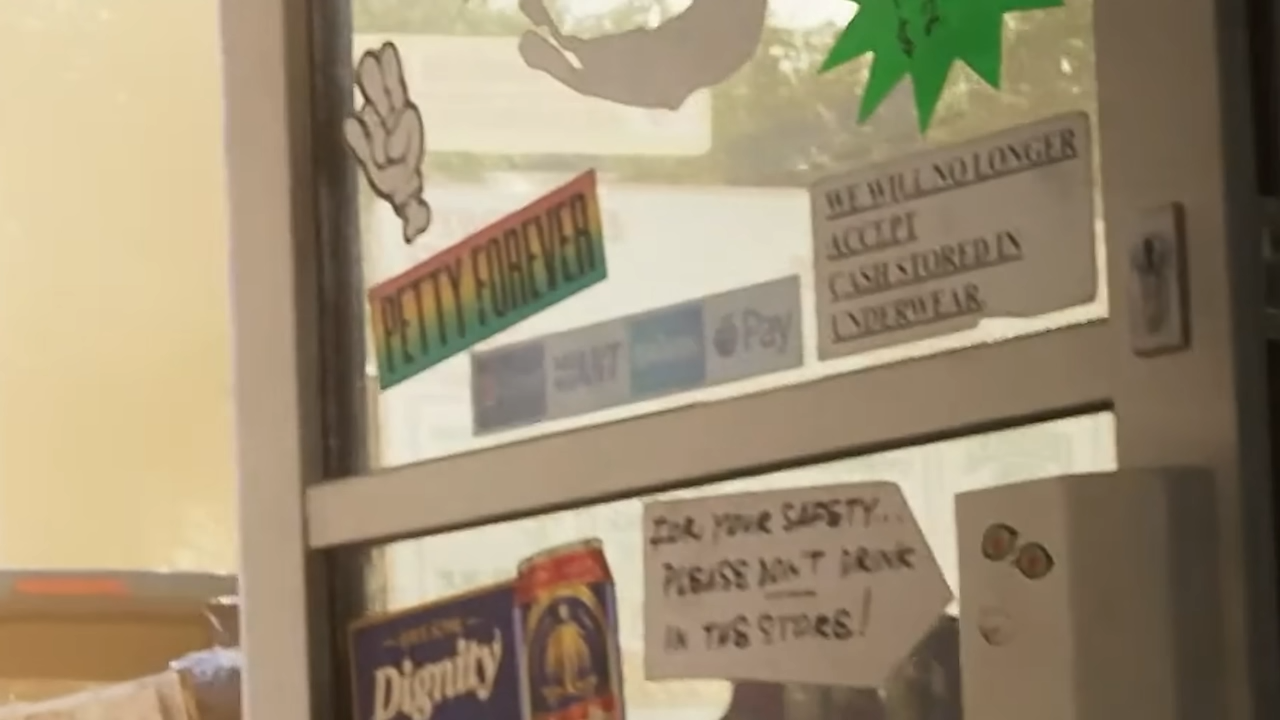 $2
WE WILL NO LONGER
ACCEPT
CASH STORED IN
UNDERWEAR.
PETTY FOREVER
Pay
FOR YOUR SAFETY...
PLEASE DON'T DRINK
IN THE STORE!
Dignity